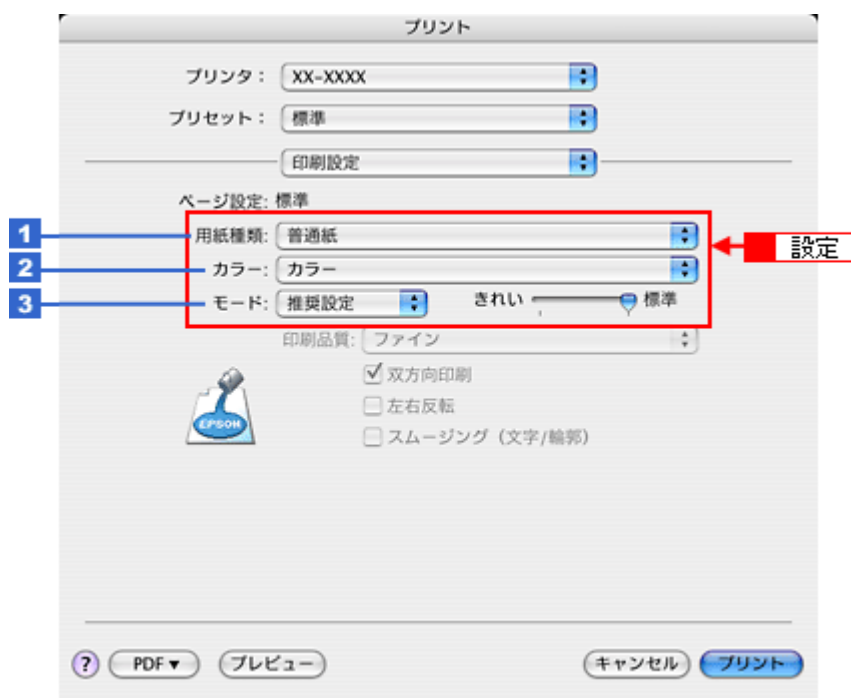 プリント
プリンタ： XX-XXXX
プリセット： 標準
印刷設定
ページ設定: 標準
1 用紙種類: 普通紙
設定
2 カラー: カラー
3 モード: 推奨設定 きれい 標準
印刷品質: ファイン
双方向印刷
左右反転
EPSON
スムージング（文字/輪郭）
? PDF▼ プレビュー キャンセル プリント